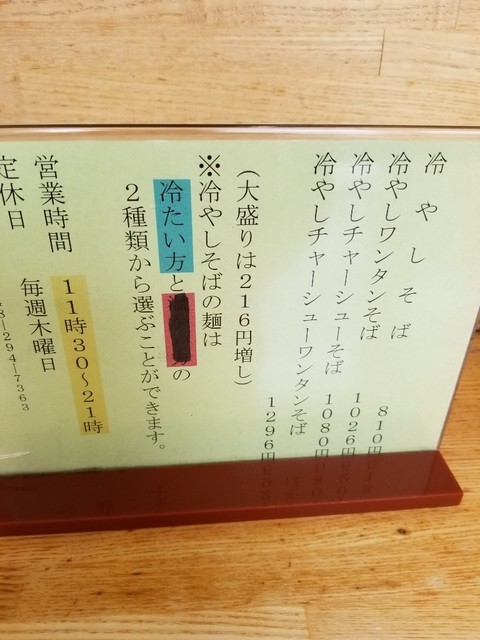 冷やしそば 810円
冷やしワンタンそば 1026円
冷やしチャーシューそば 1080円
冷やしチャーシューワンタンそば 1296円
（大盛りは216円増し）
※冷やしそばの麺は
冷たい方との
2種類から選ぶことができます。
営業時間 11時30～21時
定休日 毎週木曜日
8－294－7363